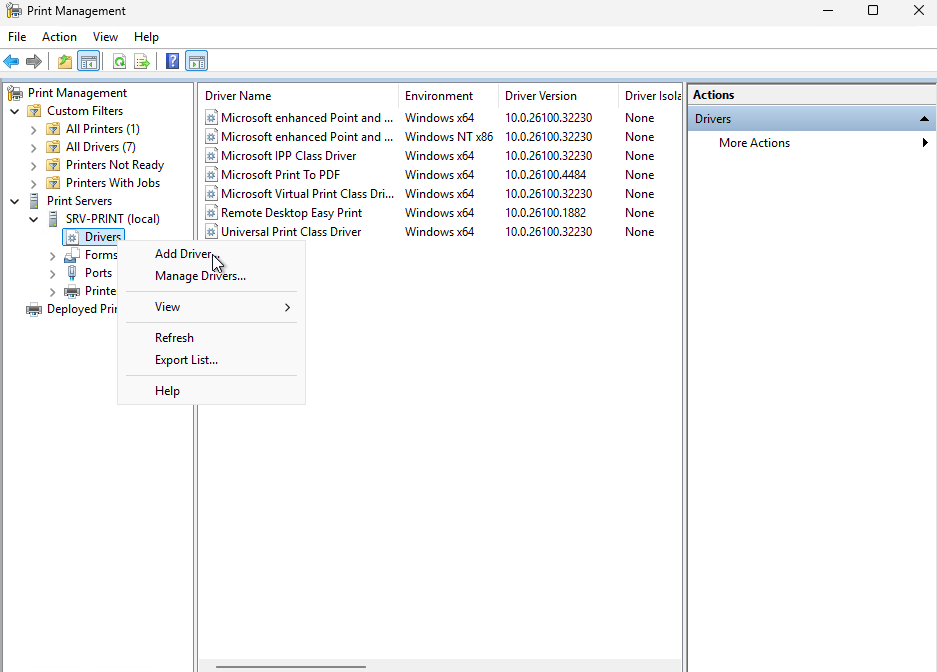 Print Management
File Action View Help
Print Management
Custom Filters
All Printers (1)
All Drivers (7)
Printers Not Ready
Printers With Jobs
Print Servers
SRV-PRINT (local)
Drivers
Forms
Ports
Printe
Deployed Prin
Add Driver...
Manage Drivers...
View
Refresh
Export List...
Help
Driver Name Environment Driver Version Driver Isola
Microsoft enhanced Point and ... Windows x64 10.0.26100.32230 None
Microsoft enhanced Point and ... Windows NT x86 10.0.26100.32230 None
Microsoft IPP Class Driver Windows x64 10.0.26100.32230 None
Microsoft Print To PDF Windows x64 10.0.26100.4484 None
Microsoft Virtual Print Class Dri... Windows x64 10.0.26100.32230 None
Remote Desktop Easy Print Windows x64 10.0.26100.1882 None
Universal Print Class Driver Windows x64 10.0.26100.32230 None
Actions
Drivers
More Actions